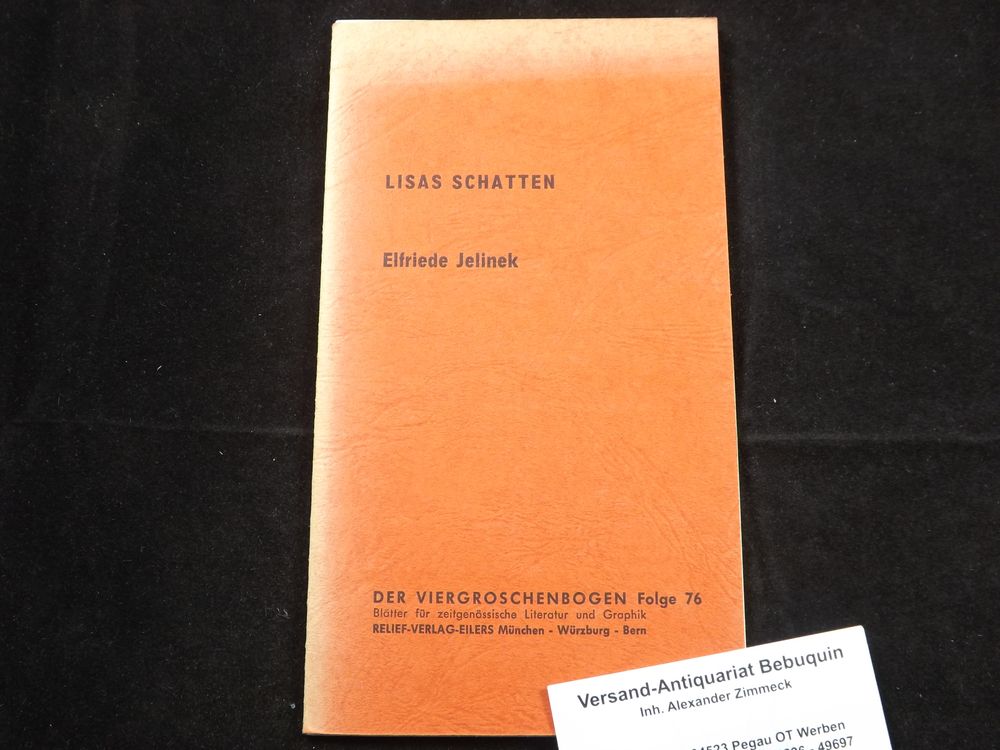 LISAS SCHATTEN
Elfriede Jelinek
DER VIERGROSCHENBOGEN Folge 76
Blätter für zeitgenössische Literatur und Graphik
RELIEF-VERLAG-EILERS München - Würzburg - Bern
Versand-Antiquariat Bebuquin
Inh. Alexander Zimmeck
Pegau OT Werben
- 49697